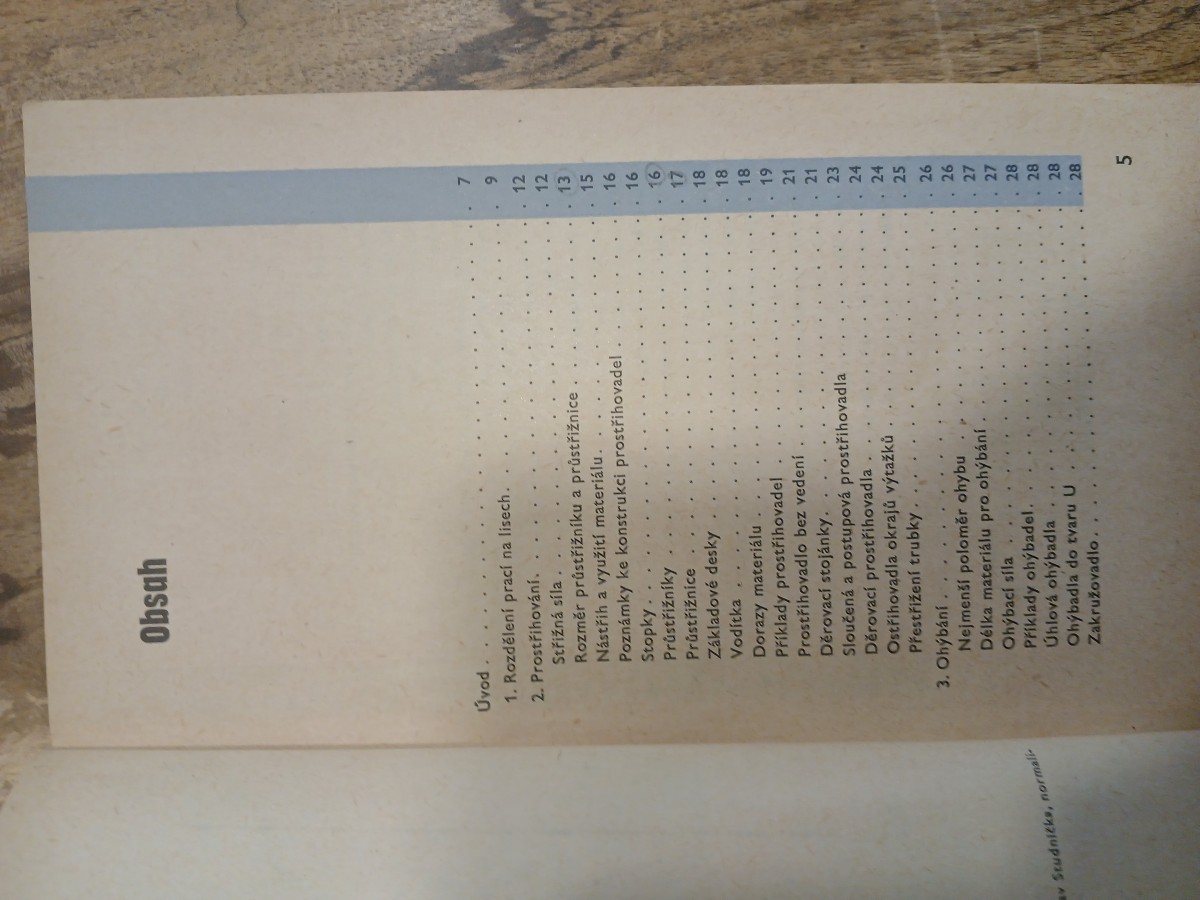 Obsah
Úvod . . . . . . . . . . . . . . . . . . . . . 7
1. Rozdělení prací na lisech . . . . . . . . . . . . 9
2. Prostřihování . . . . . . . . . . . . . . . . . 12
Střižná síla . . . . . . . . . . . . . . . . . 12
Rozměr průstřižníku a průstřižnice . . . . . . . . 13
Nástřih a využití materiálu . . . . . . . . . . . 15
Poznámky ke konstrukci prostřihovadel . . . . . . . 16
Stopky . . . . . . . . . . . . . . . . . . . 16
Průstřižníky . . . . . . . . . . . . . . . . . 16
Průstřižnice . . . . . . . . . . . . . . . . . 17
Základové desky . . . . . . . . . . . . . . . . 18
Vodítka . . . . . . . . . . . . . . . . . . . 18
Dorazy materiálu . . . . . . . . . . . . . . . 18
Příklady prostřihovadel . . . . . . . . . . . . . 19
Prostřihovadlo bez vedení . . . . . . . . . . . . 21
Děrovací stojánky . . . . . . . . . . . . . . . 21
Sloučená a postupová prostřihovadla . . . . . . . . 23
Děrovací prostřihovadla . . . . . . . . . . . . . 24
Ostřihovadla okrajů výtažků . . . . . . . . . . . 24
Přestřižení trubky . . . . . . . . . . . . . . . 25
3. Ohýbání . . . . . . . . . . . . . . . . . . . 26
Nejmenší poloměr ohybu . . . . . . . . . . . . . 26
Délka materiálu pro ohýbání . . . . . . . . . . . 27
Ohýbací síla . . . . . . . . . . . . . . . . . 27
Příklady ohýbadel . . . . . . . . . . . . . . . 28
Úhlová ohýbadla . . . . . . . . . . . . . . . . 28
Ohýbadla do tvaru U . . . . . . . . . . . . . . 28
Zakružovadlo . . . . . . . . . . . . . . . . . 28
5
Studnička, normali-